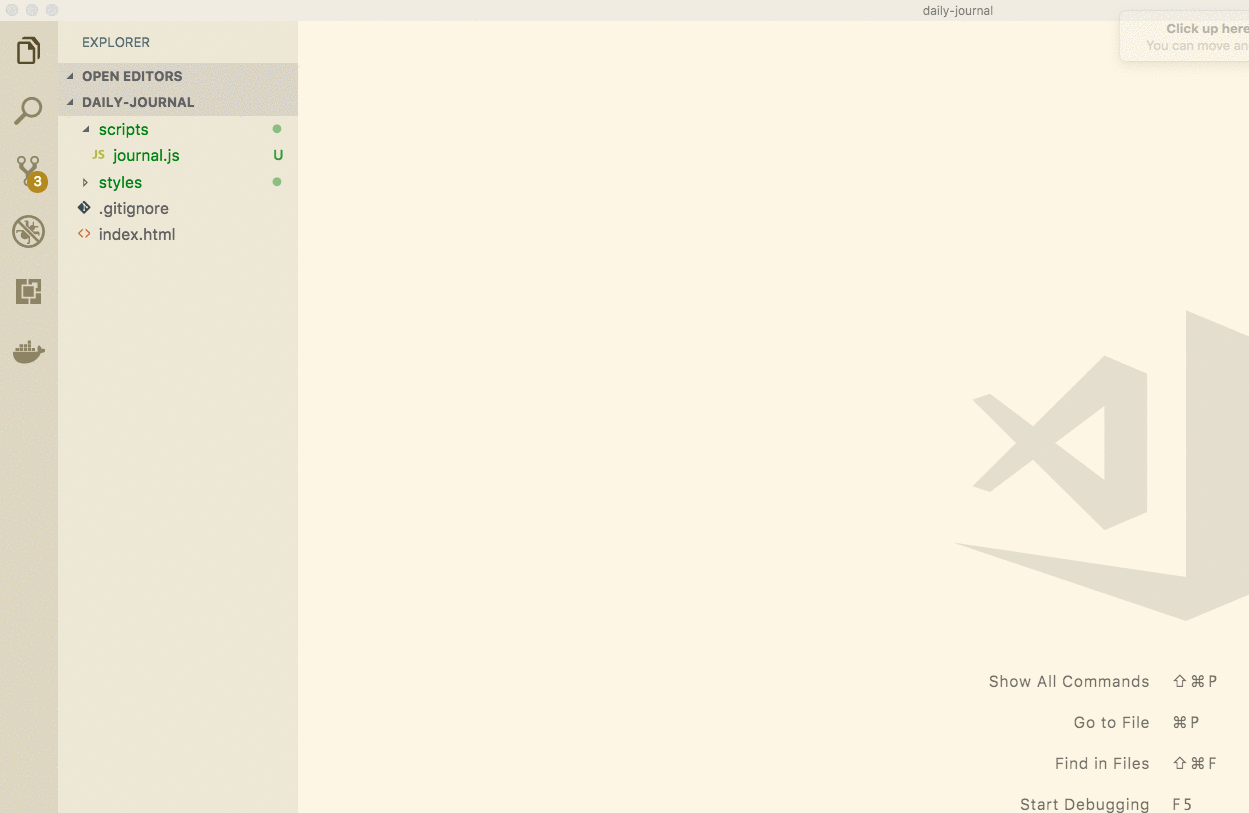 daily-journal
Click up here
You can move an
EXPLORER
OPEN EDITORS
DAILY-JOURNAL
scripts
JS journal.js U
styles
.gitignore
<> index.html
3
Show All Commands ⇧⌘P
Go to File ⌘P
Find in Files ⇧⌘F
Start Debugging F5